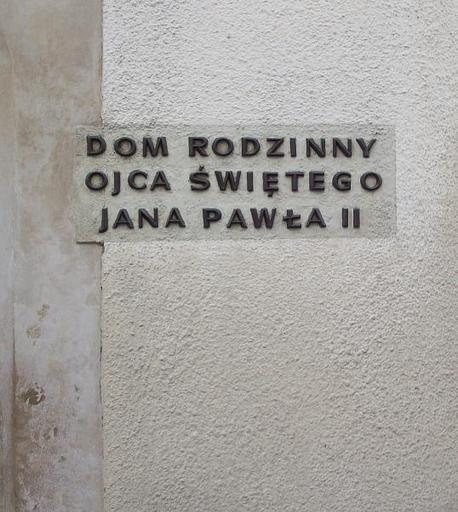 DOM RODZINNY
OJCA ŚWIĘTEGO
JANA PAWŁA II